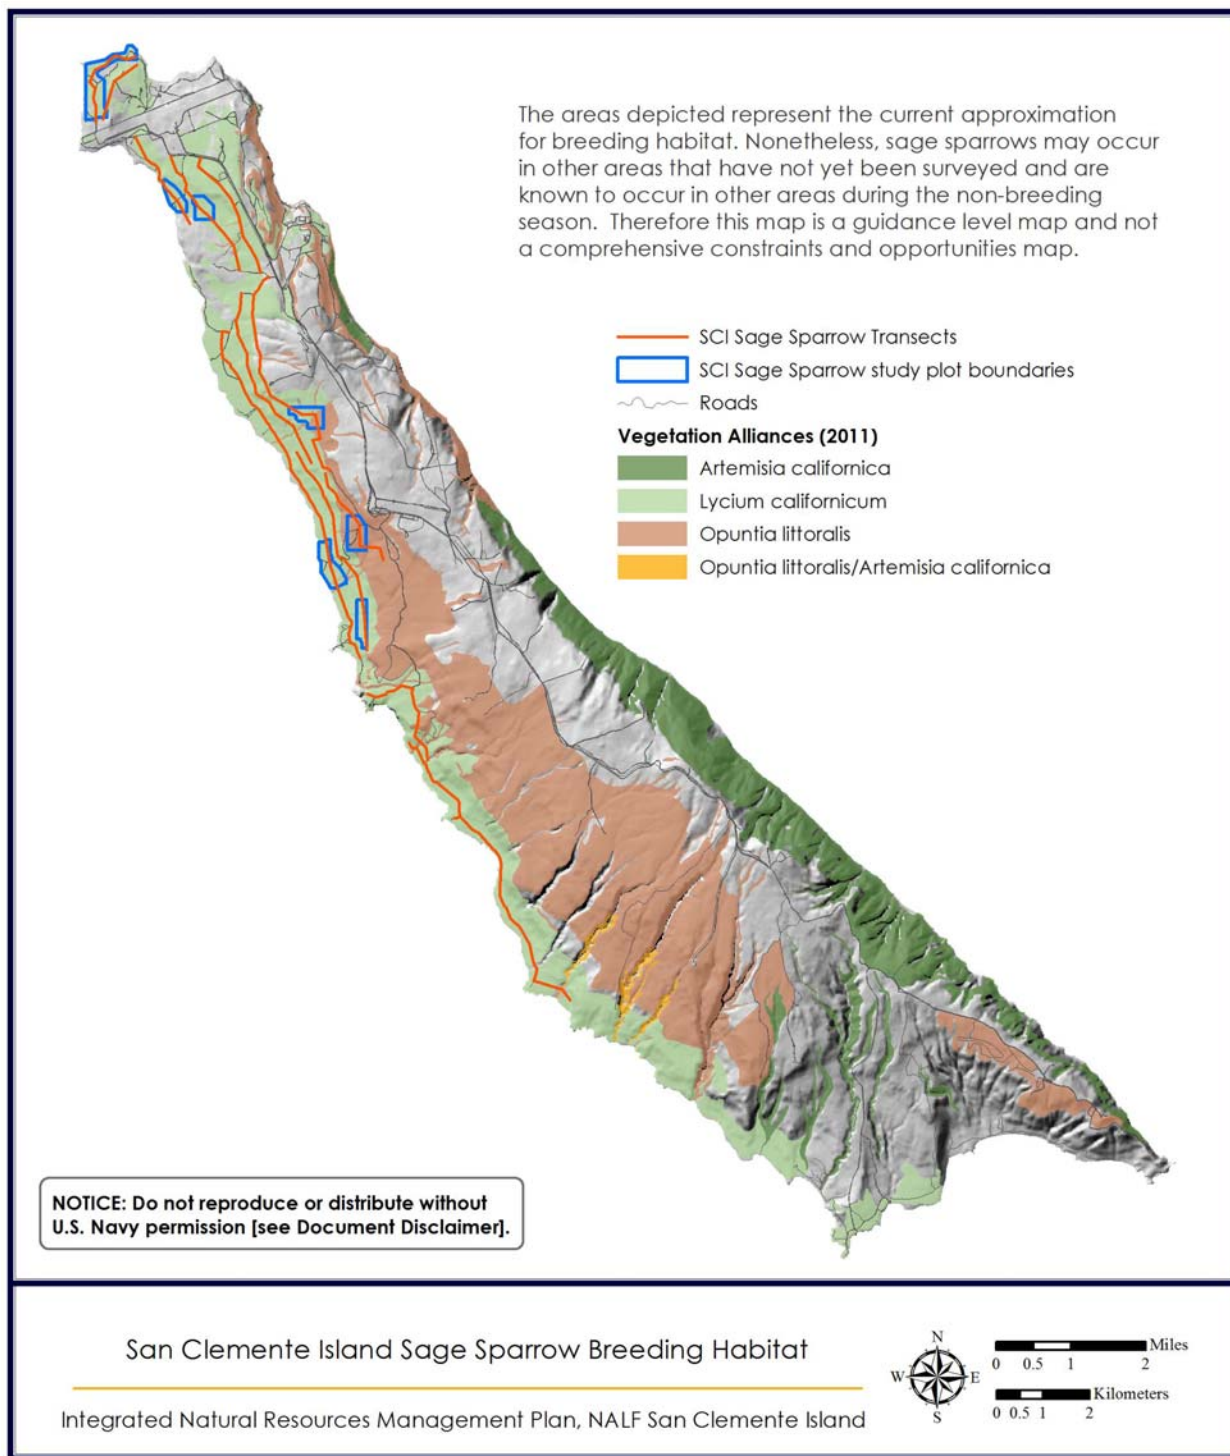 The areas depicted represent the current approximation
for breeding habitat. Nonetheless, sage sparrows may occur
in other areas that have not yet been surveyed and are
known to occur in other areas during the non-breeding
season.  Therefore this map is a guidance level map and not
a comprehensive constraints and opportunities map.
SCI Sage Sparrow Transects
SCI Sage Sparrow study plot boundaries
Roads
Vegetation Alliances (2011)
Artemisia californica
Lycium californicum
Opuntia littoralis
Opuntia littoralis/Artemisia californica
NOTICE: Do not reproduce or distribute without
U.S. Navy permission [see Document Disclaimer].
San Clemente Island Sage Sparrow Breeding Habitat
Integrated Natural Resources Management Plan, NALF San Clemente Island
N
W E
S
Miles
0 0.5 1 2
Kilometers
0 0.5 1 2